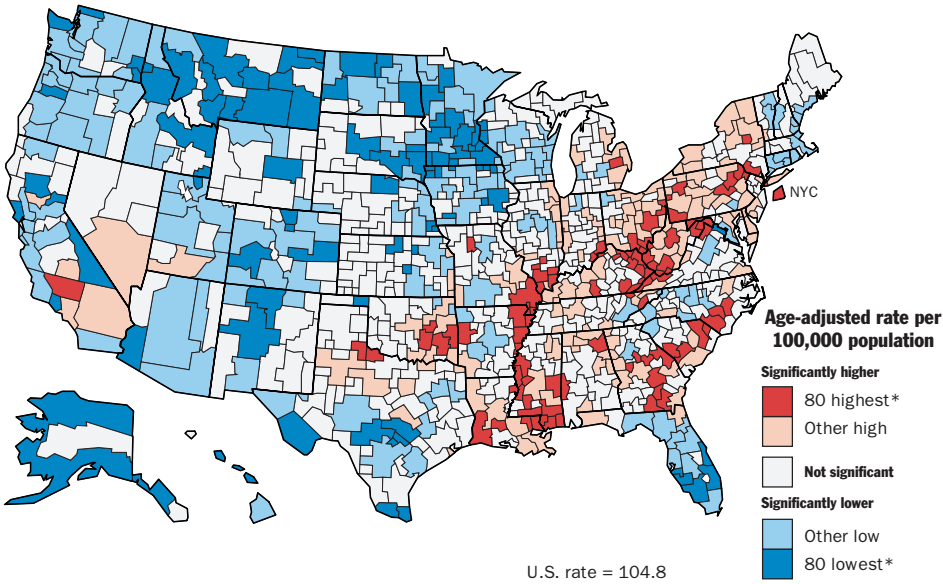 NYC
Age-adjusted rate per
100,000 population
Significantly higher
80 highest*
Other high
Not significant
Significantly lower
Other low
80 lowest*
U.S. rate = 104.8